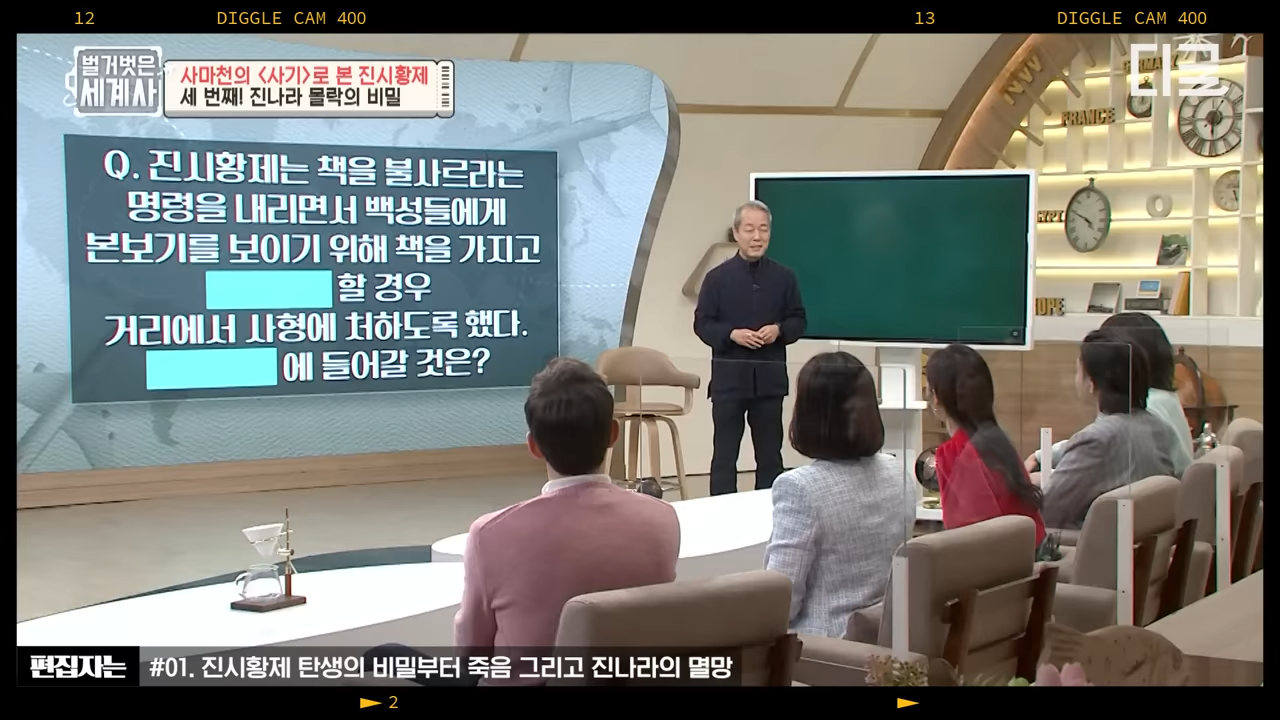 12 DIGGLE CAM 400 13 DIGGLE CAM 400
벌거벗은
세계사
사마천의 <사기>로 본 진시황제
세 번째! 진나라 몰락의 비밀
디글
Q. 진시황제는 책을 불사르라는
명령을 내리면서 백성들에게
본보기를 보이기 위해 책을 가지고
할 경우
거리에서 사형에 처하도록 했다.
에 들어갈 것은?
FRANCE
편집자는 #01. 진시황제 탄생의 비밀부터 죽음 그리고 진나라의 멸망
2